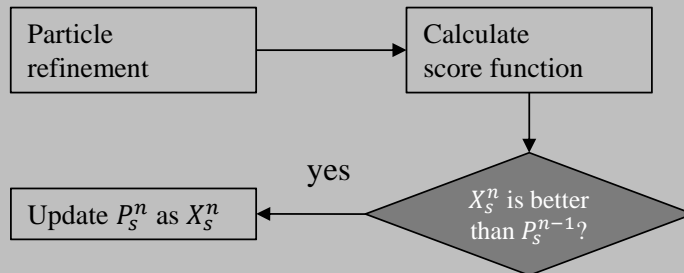 Particle
refinement
Calculate
score function
yes
Update $P_s^n$ as $X_s^n$
$X_s^n$ is better
than $P_s^{n-1}$?